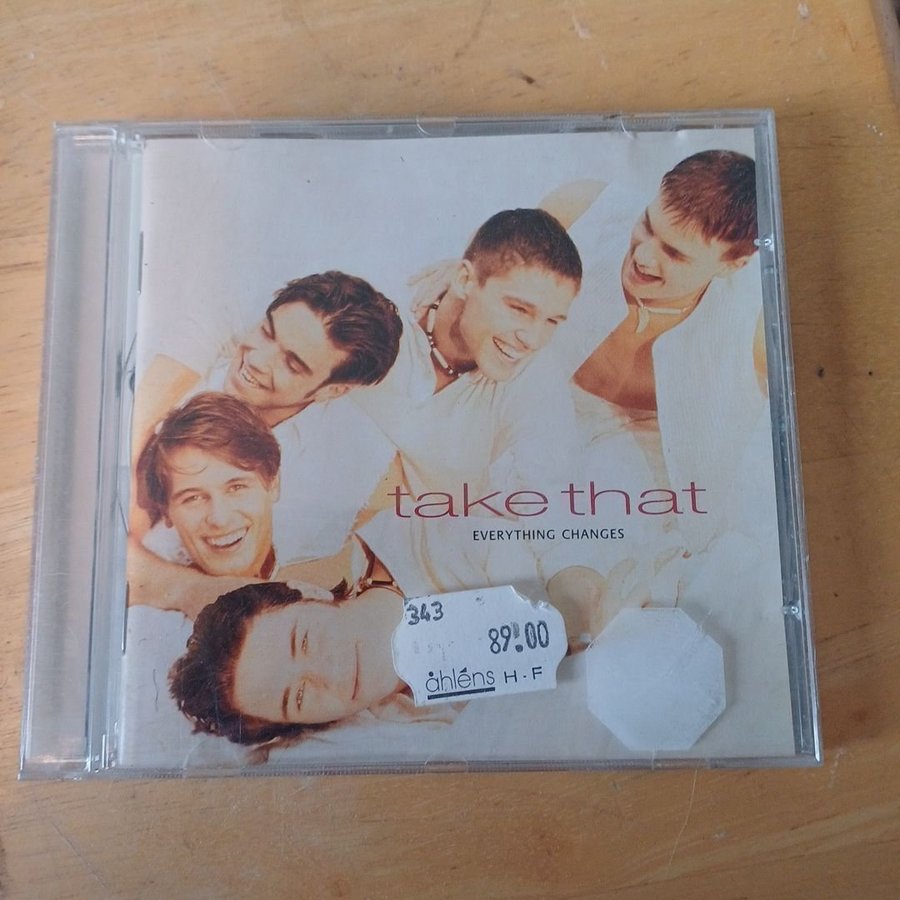 take that
EVERYTHING CHANGES
343
89:00
åhléns H-F